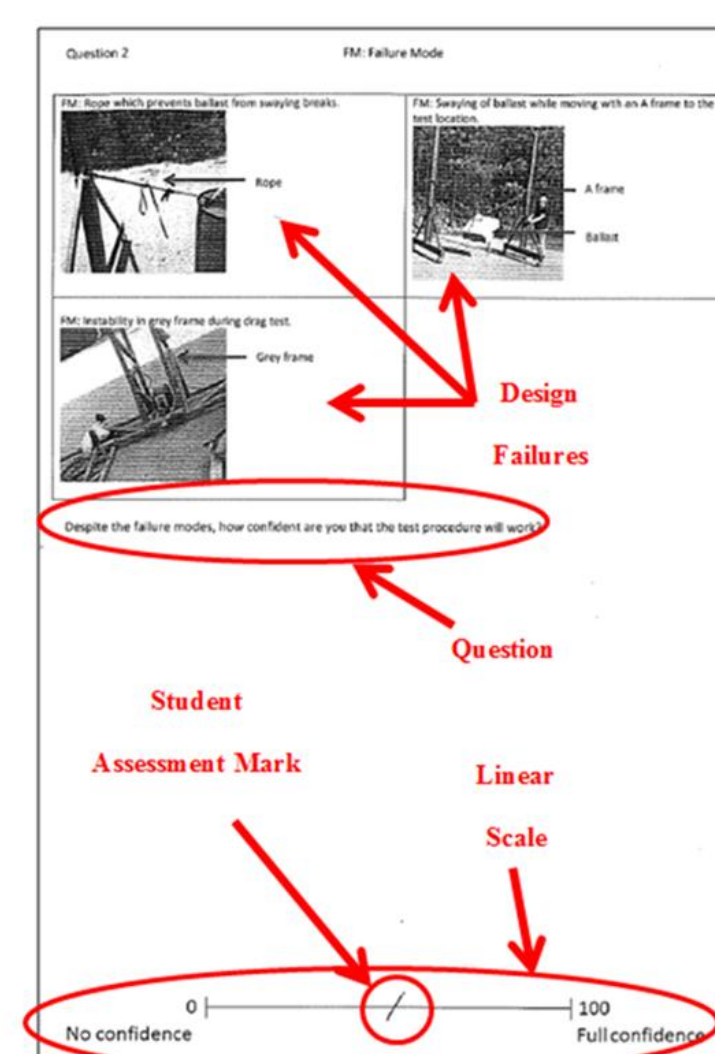 Question 2 FM: Failure Mode
FM: Rope which prevents ballast from swaying breaks.
Rope
FM: Swaying of ballast while moving with an A frame to the
test location.
A frame
Ballast
FM: Instability in grey frame during drag test.
Grey frame
Design
Failures
Despite the failure modes, how confident are you that the test procedure will work?
Question
Student
Assessment Mark
Linear
Scale
0 100
No confidence Full confidence